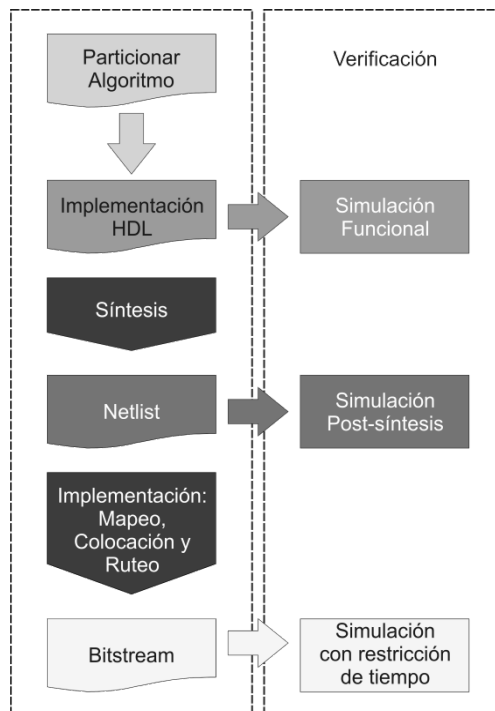 Particionar
Algoritmo
Verificación
Implementación
HDL
Simulación
Funcional
Síntesis
Netlist
Simulación
Post-síntesis
Implementación:
Mapeo,
Colocación y
Ruteo
Bitstream
Simulación
con restricción
de tiempo